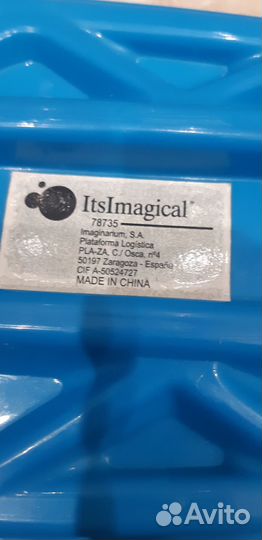 ItsImagical
78735
Imaginarium, S.A.
Plataforma Logística
PLA-ZA, C./ Osca, nº4
50197 Zaragoza - España
CIF A-50524727
MADE IN CHINA
Avito